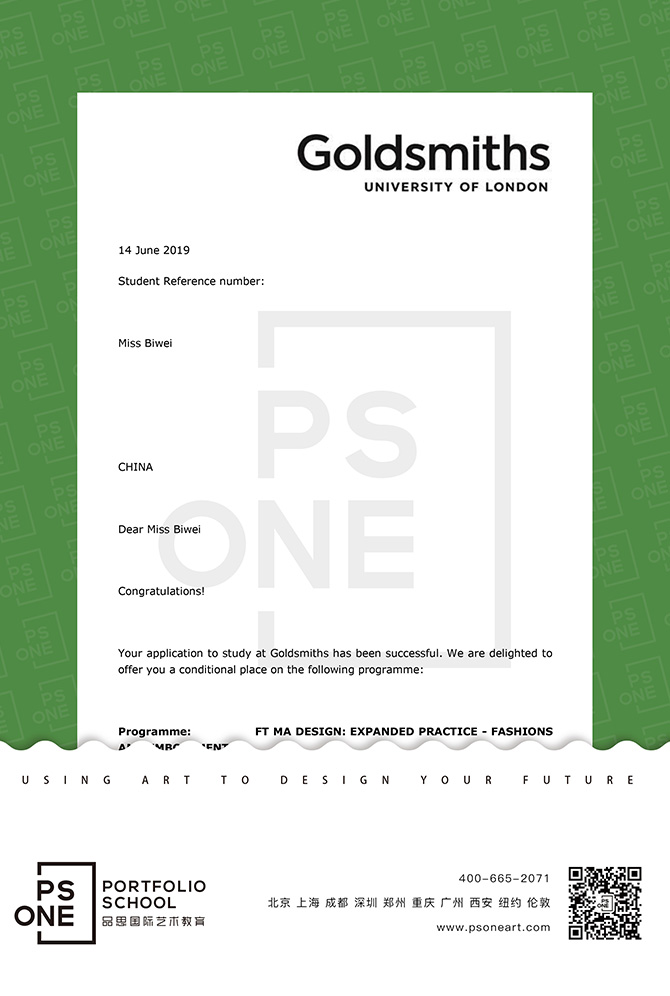 Goldsmiths
UNIVERSITY OF LONDON
14 June 2019
Student Reference number:
Miss Biwei
PS
ONE
CHINA
Dear Miss Biwei
Congratulations!
Your application to study at Goldsmiths has been successful. We are delighted to
offer you a conditional place on the following programme:
Programme: FT MA DESIGN: EXPANDED PRACTICE - FASHIONS
USING ART TO DESIGN YOUR FUTURE
PS
ONE
PORTFOLIO
SCHOOL
品思国际艺术教育
400-665-2071
北京 上海 成都 深圳 郑州 重庆 广州 西安 纽约 伦敦
www.psoneart.com